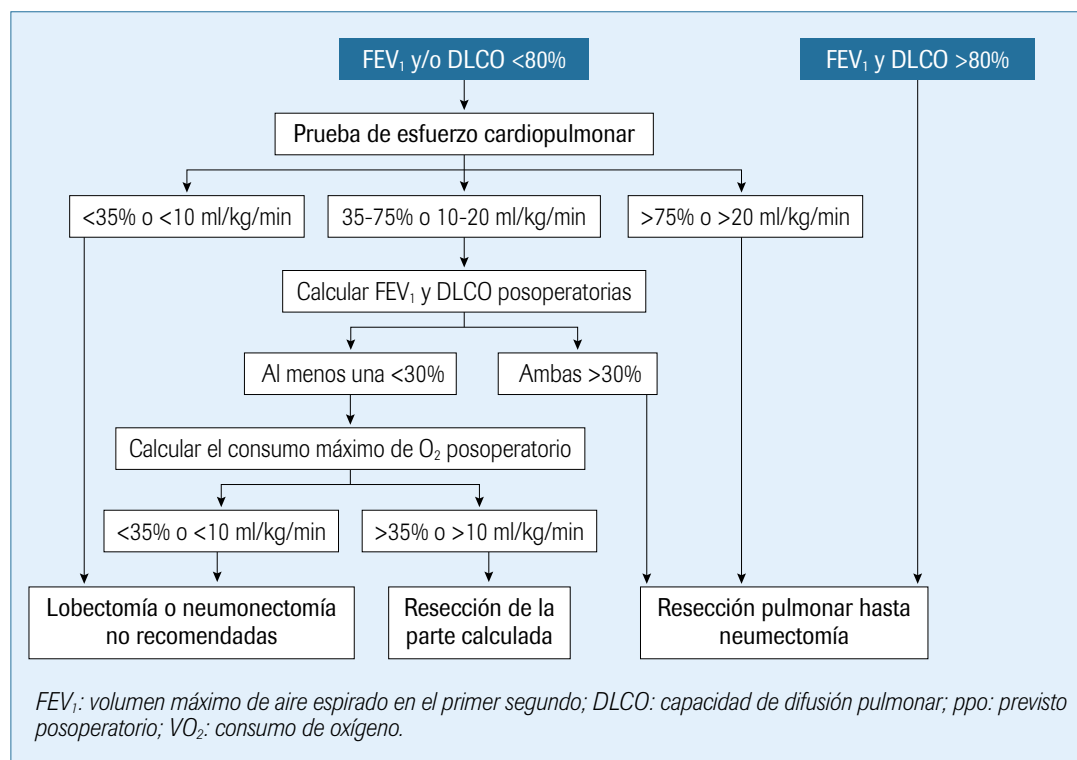 FEV₁ y/o DLCO <80%
FEV₁ y DLCO >80%
Prueba de esfuerzo cardiopulmonar
<35% o <10 ml/kg/min
35-75% o 10-20 ml/kg/min
>75% o >20 ml/kg/min
Calcular FEV₁ y DLCO posoperatorias
Al menos una <30%
Ambas >30%
Calcular el consumo máximo de O₂ posoperatorio
<35% o <10 ml/kg/min
>35% o >10 ml/kg/min
Lobectomía o neumonectomía
no recomendadas
Resección de la
parte calculada
Resección pulmonar hasta
neumectomía
FEV₁: volumen máximo de aire espirado en el primer segundo; DLCO: capacidad de difusión pulmonar; ppo: previsto
posoperatorio; VO₂: consumo de oxígeno.